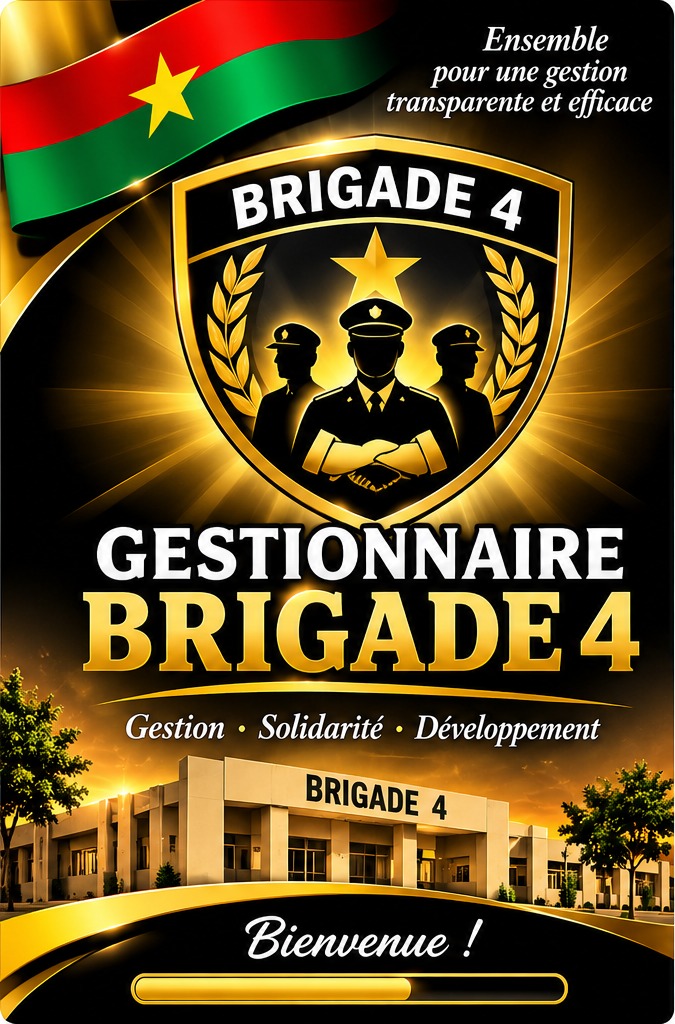 Ensemble
pour une gestion
transparente et efficace
BRIGADE 4
GESTIONNAIRE
BRIGADE 4
Gestion • Solidarité • Développement
BRIGADE 4
Bienvenue !